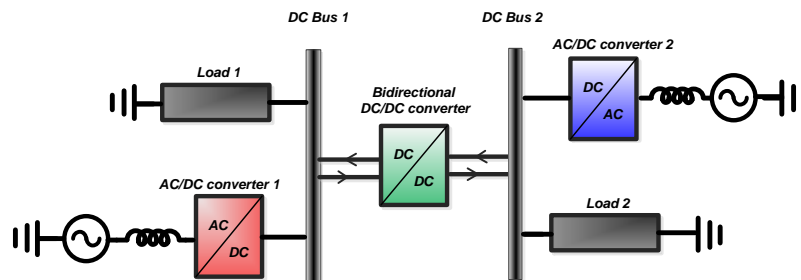 DC Bus 1
DC Bus 2
AC/DC converter 2
Load 1
Bidirectional
DC/DC converter
DC
AC
DC
DC
AC/DC converter 1
AC
DC
Load 2